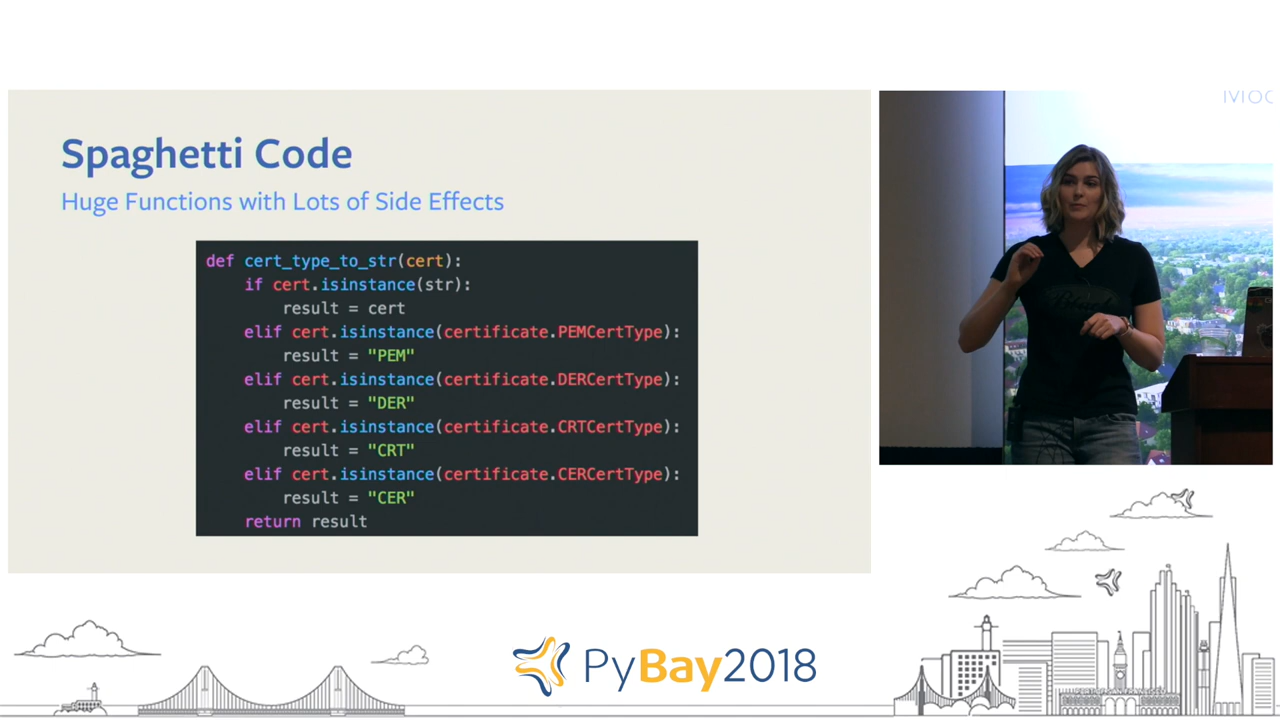 Spaghetti Code
Huge Functions with Lots of Side Effects
def cert_type_to_str(cert):
    if cert.isinstance(str):
        result = cert
    elif cert.isinstance(certificate.PEMCertType):
        result = "PEM"
    elif cert.isinstance(certificate.DERCertType):
        result = "DER"
    elif cert.isinstance(certificate.CRTCertType):
        result = "CRT"
    elif cert.isinstance(certificate.CERCertType):
        result = "CER"
    return result
PyBay2018